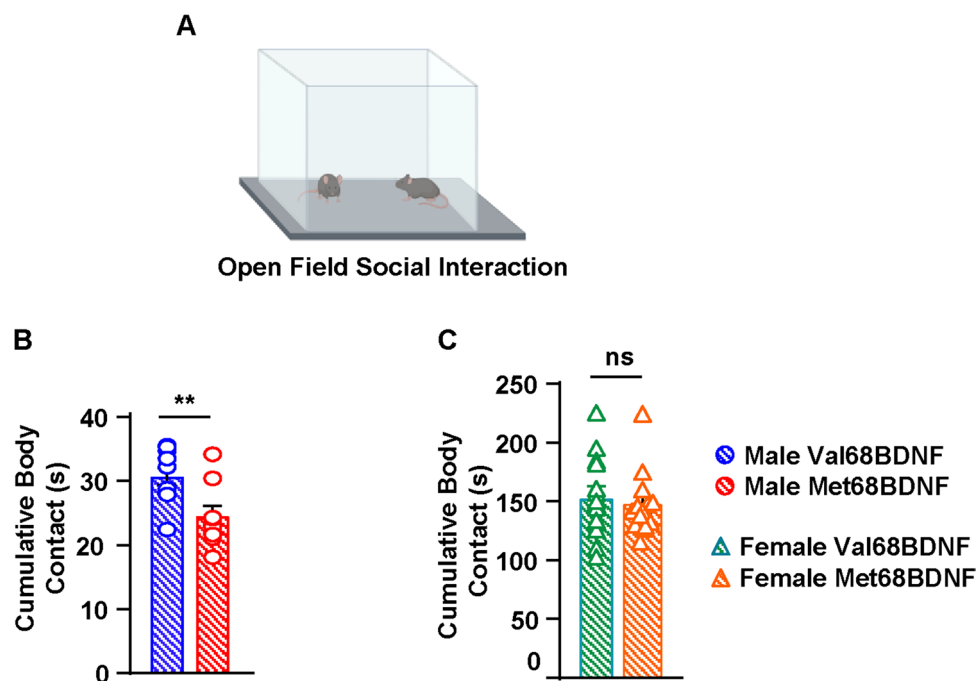 A
Open Field Social Interaction
B
**
Cumulative Body
Contact (s)
40
30
20
10
0
C
ns
Cumulative Body
Contact (s)
250
200
150
100
50
0
Male Val68BDNF
Male Met68BDNF
Female Val68BDNF
Female Met68BDNF